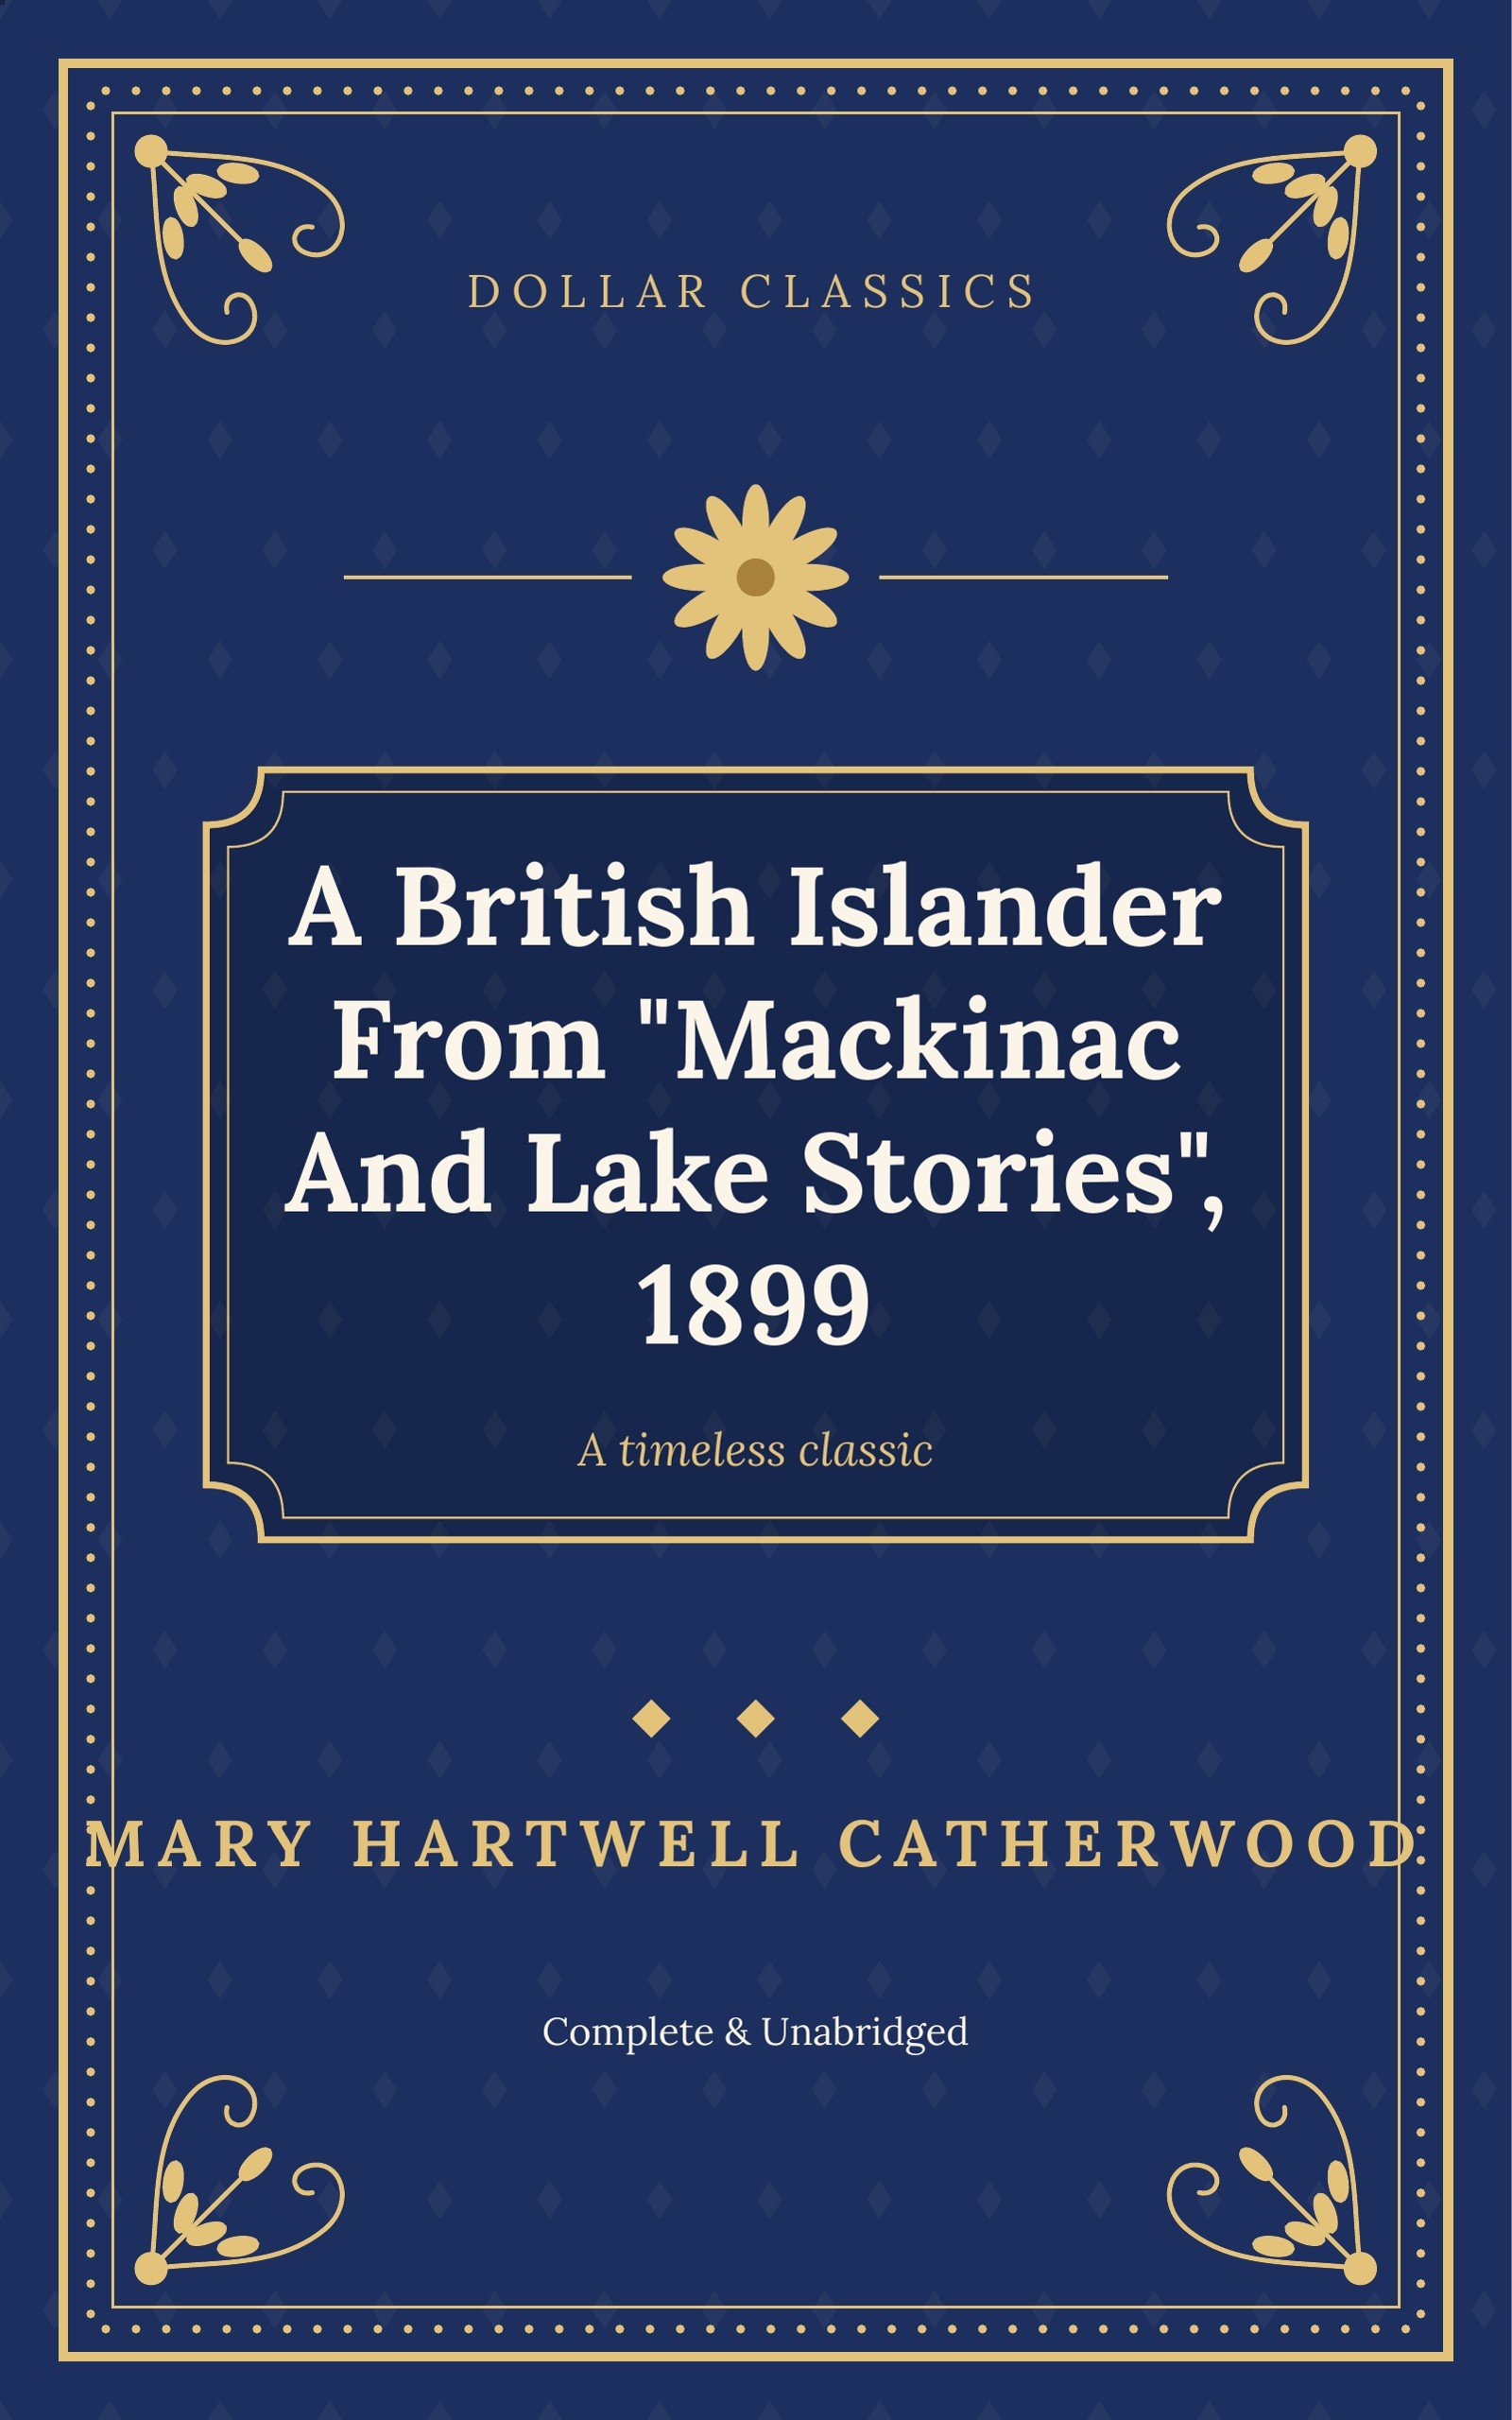 DOLLAR CLASSICS
A British Islander
From "Mackinac
And Lake Stories",
1899
A timeless classic
MARY HARTWELL CATHERWOOD
Complete & Unabridged